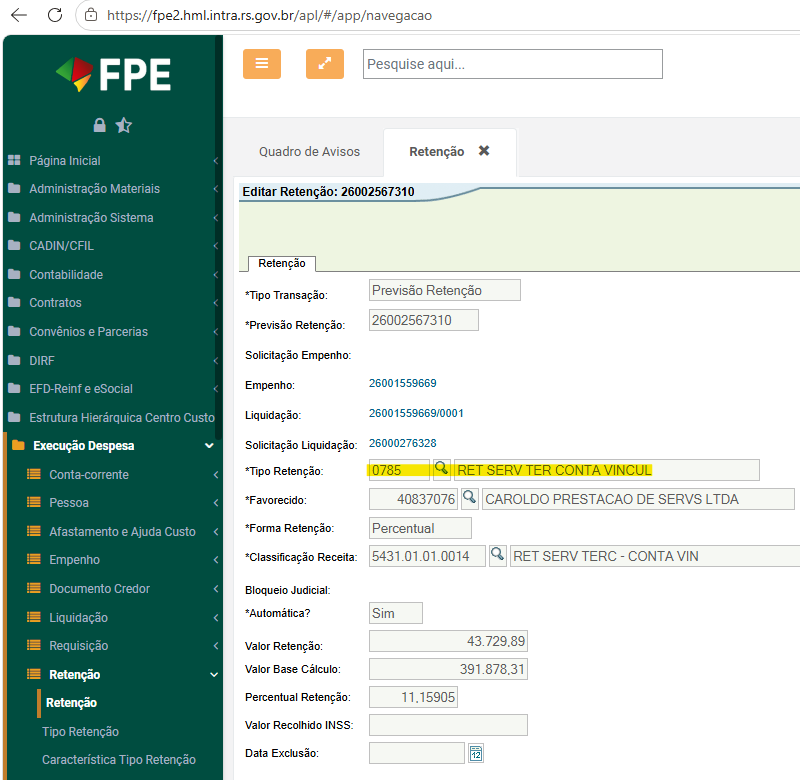 https://fpe2.hml.intra.rs.gov.br/apl/#/app/navegacao
FPE
Pesquise aqui...
Página Inicial
Administração Materiais
Administração Sistema
CADIN/CFIL
Contabilidade
Contratos
Convênios e Parcerias
DIRF
EFD-Reinf e eSocial
Estrutura Hierárquica Centro Custo
Execução Despesa
Conta-corrente
Pessoa
Afastamento e Ajuda Custo
Empenho
Documento Credor
Liquidação
Requisição
Retenção
Retenção
Tipo Retenção
Característica Tipo Retenção
Quadro de Avisos
Retenção
Editar Retenção: 26002567310
Retenção
*Tipo Transação: Previsão Retenção
*Previsão Retenção: 26002567310
Solicitação Empenho:
Empenho: 26001559669
Liquidação: 26001559669/0001
Solicitação Liquidação: 26000276328
*Tipo Retenção: 0785 RET SERV TER CONTA VINCUL
*Favorecido: 40837076 CAROLDO PRESTACAO DE SERVS LTDA
*Forma Retenção: Percentual
*Classificação Receita: 5431.01.01.0014 RET SERV TERC - CONTA VIN
Bloqueio Judicial:
*Automática? Sim
Valor Retenção: 43.729,89
Valor Base Cálculo: 391.878,31
Percentual Retenção: 11,15905
Valor Recolhido INSS:
Data Exclusão: 12